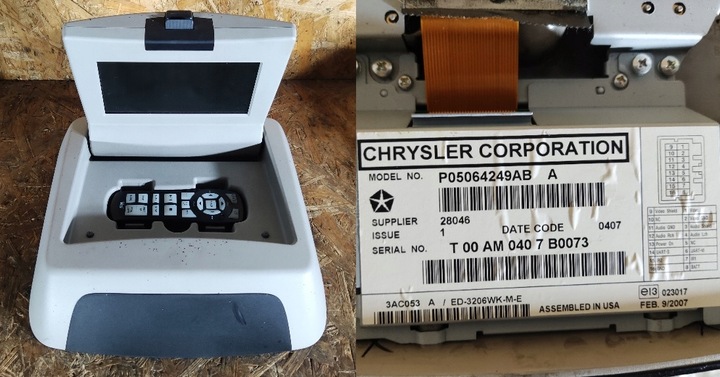 CHRYSLER CORPORATION
MODEL NO. P05064249AB A
SUPPLIER 28046
ISSUE 1 DATE CODE 0407
SERIAL NO. T 00 AM 040 7 B0073
3AC053 A / ED-3206WK-M-E
ASSEMBLED IN USA
e13 023017
FEB. 9/2007